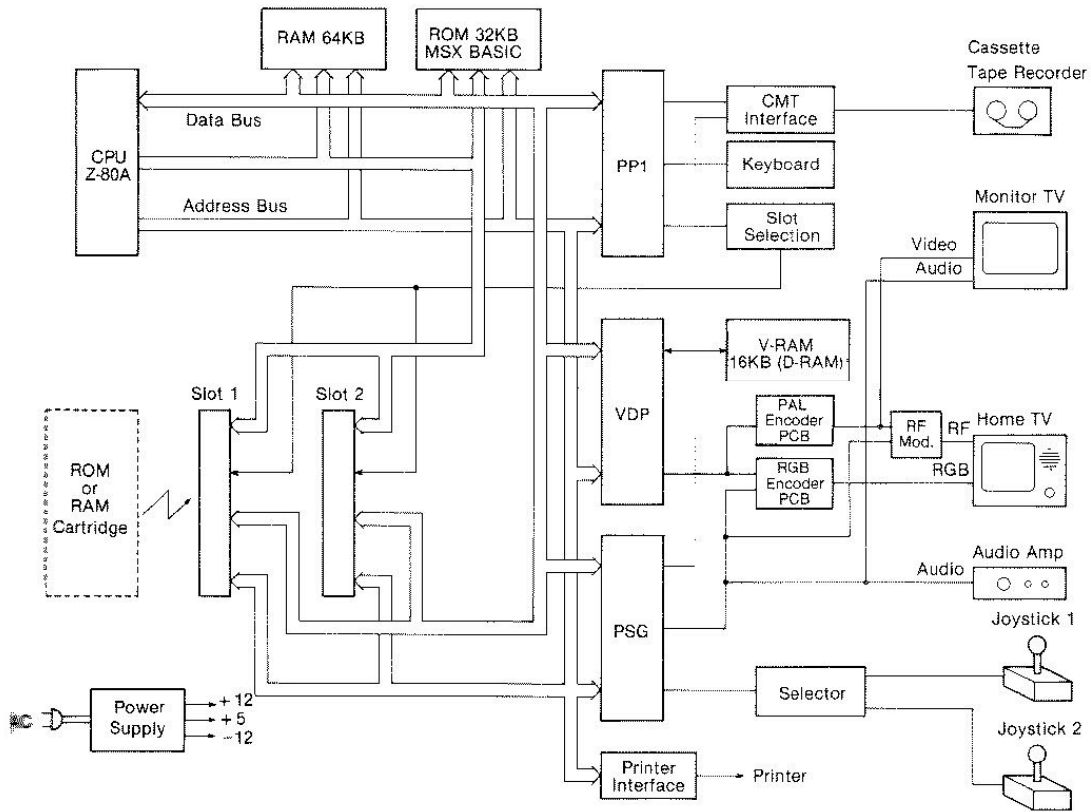 RAM 64KB
ROM 32KB
MSX BASIC
Cassette
Tape Recorder
CPU
Z-80A
Data Bus
Address Bus
PP1
CMT
Interface
Keyboard
Slot
Selection
Monitor TV
Video
Audio
Slot 1
Slot 2
VDP
V-RAM
16KB (D-RAM)
PAL
Encoder
PCB
RF
Mod.
RF
Home TV
RGB
Encoder
PCB
RGB
ROM
or
RAM
Cartridge
PSG
Audio
Audio Amp
Joystick 1
Selector
Joystick 2
AC
Power
Supply
+12
+5
-12
Printer
Interface
Printer